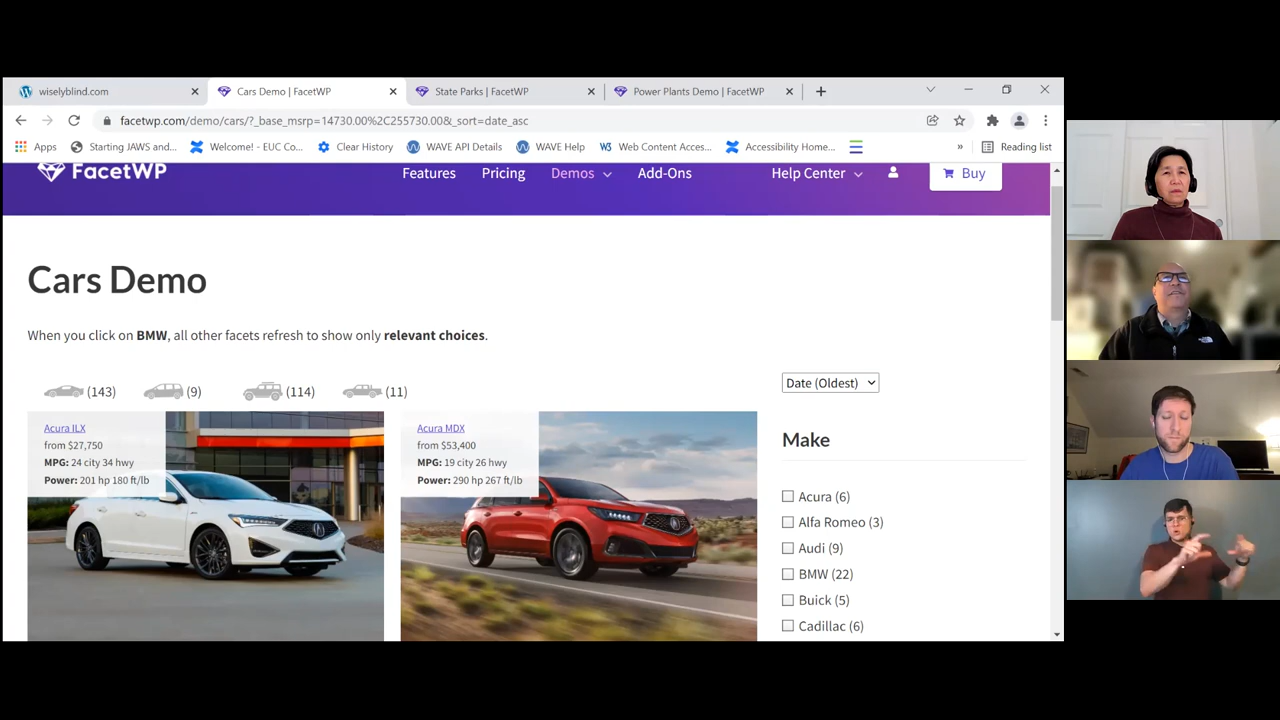 wiselyblind.com
Cars Demo | FacetWP
State Parks | FacetWP
Power Plants Demo | FacetWP
facetwp.com/demo/cars/?_base_msrp=14730.00%2C255730.00&_sort=date_asc
Apps
Starting JAWS and...
Welcome! - EUC Co...
Clear History
WAVE API Details
WAVE Help
W3 Web Content Acces...
Accessibility Home...
»
Reading list
FacetWP
Features
Pricing
Demos
Add-Ons
Help Center
Buy
Cars Demo
When you click on BMW, all other facets refresh to show only relevant choices.
(143)
(9)
(114)
(11)
Acura ILX
from $27,750
MPG: 24 city 34 hwy
Power: 201 hp 180 ft/lb
Acura MDX
from $53,400
MPG: 19 city 26 hwy
Power: 290 hp 267 ft/lb
Date (Oldest)
Make
Acura (6)
Alfa Romeo (3)
Audi (9)
BMW (22)
Buick (5)
Cadillac (6)